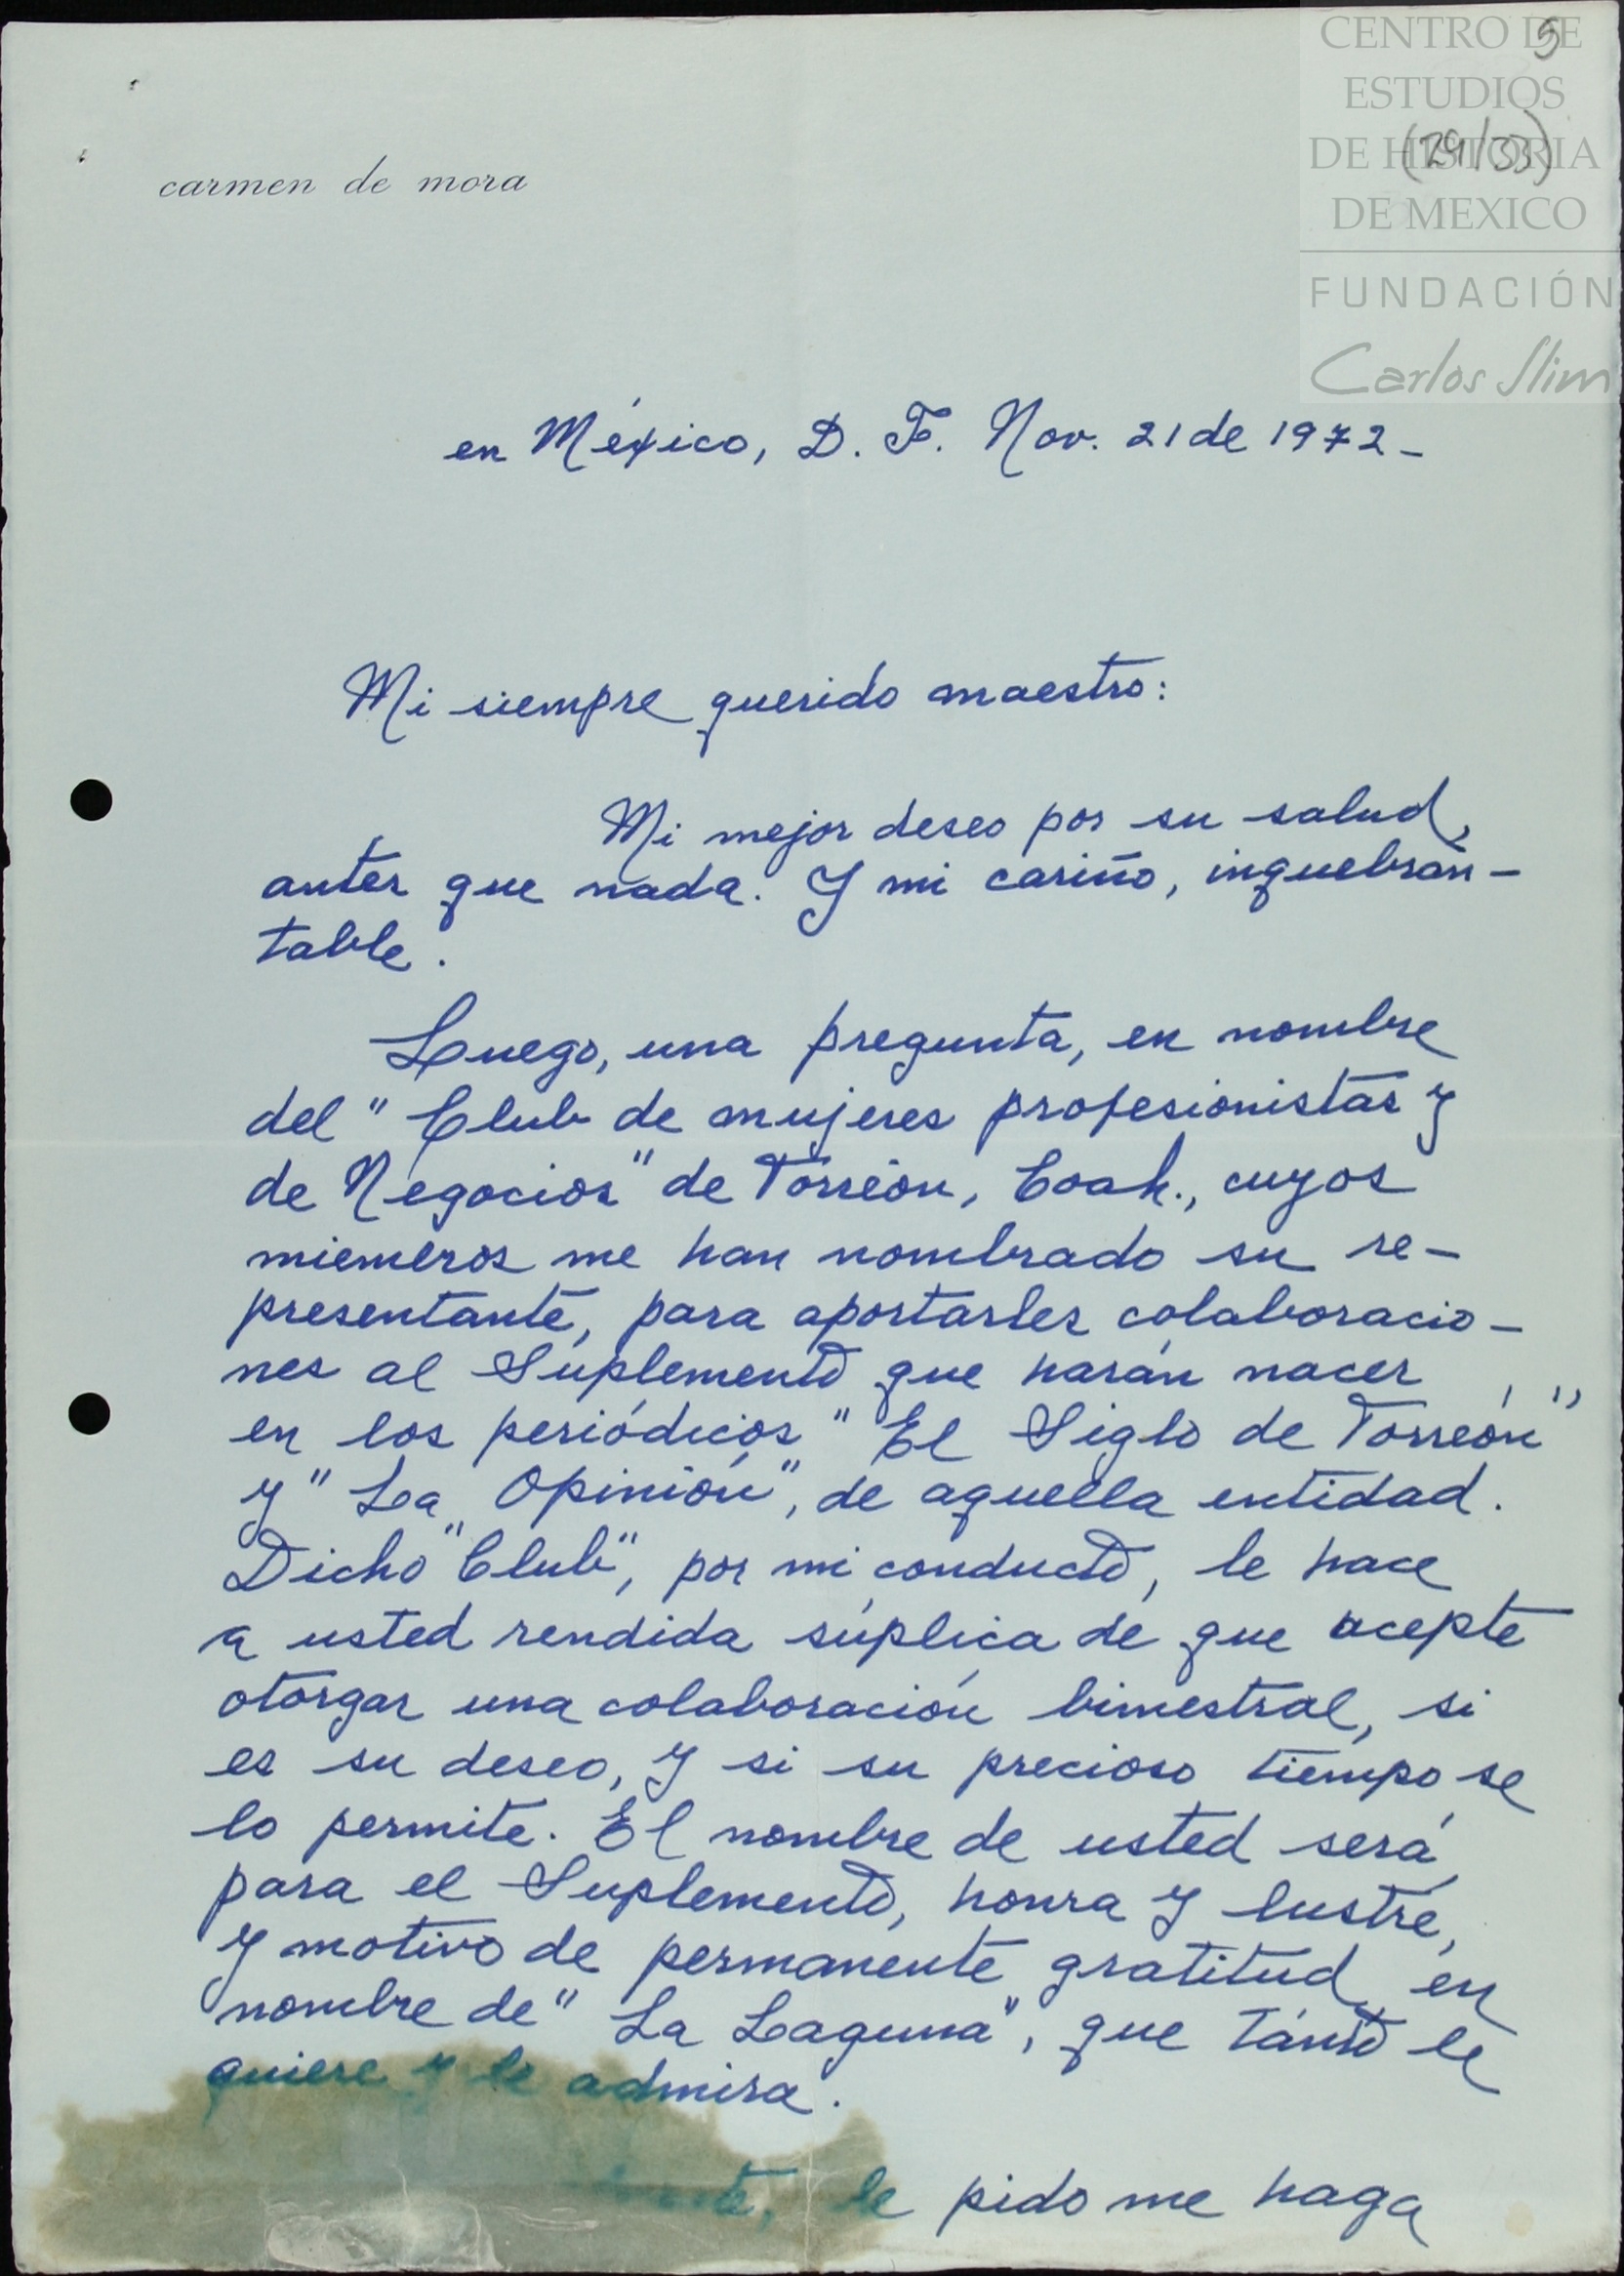 CENTRO DE
ESTUDIOS
DE HISTORIA
DE MEXICO
FUNDACIÓN
Carlos Slim
5
(29/33)
carmen de mora
en México, D. F. Nov. 21 de 1972_
Mi siempre querido maestro:
Mi mejor deseo por su salud,
antes que nada. Y mi cariño, inquebran-
table.
Luego, una pregunta, en nombre
del "Club de mujeres profesionistas y
de Negocios" de Torreón, Coah., cuyos
miembros me han nombrado su re-
presentante, para aportarles colaboracio-
nes al Suplemento que harán nacer
en los periódicos "El Siglo de Torreón"
y "La Opinión", de aquella entidad.
Dicho "Club", por mi conducto, le hace
a usted rendida súplica de que acepte
otorgar una colaboración bimestral, si
es su deseo, y si su precioso tiempo se
lo permite. El nombre de usted será,
para el Suplemento, honra y lustre,
y motivo de permanente gratitud, en
nombre de "La Laguna", que tánto le
quiere y le admira.
le pido me haga